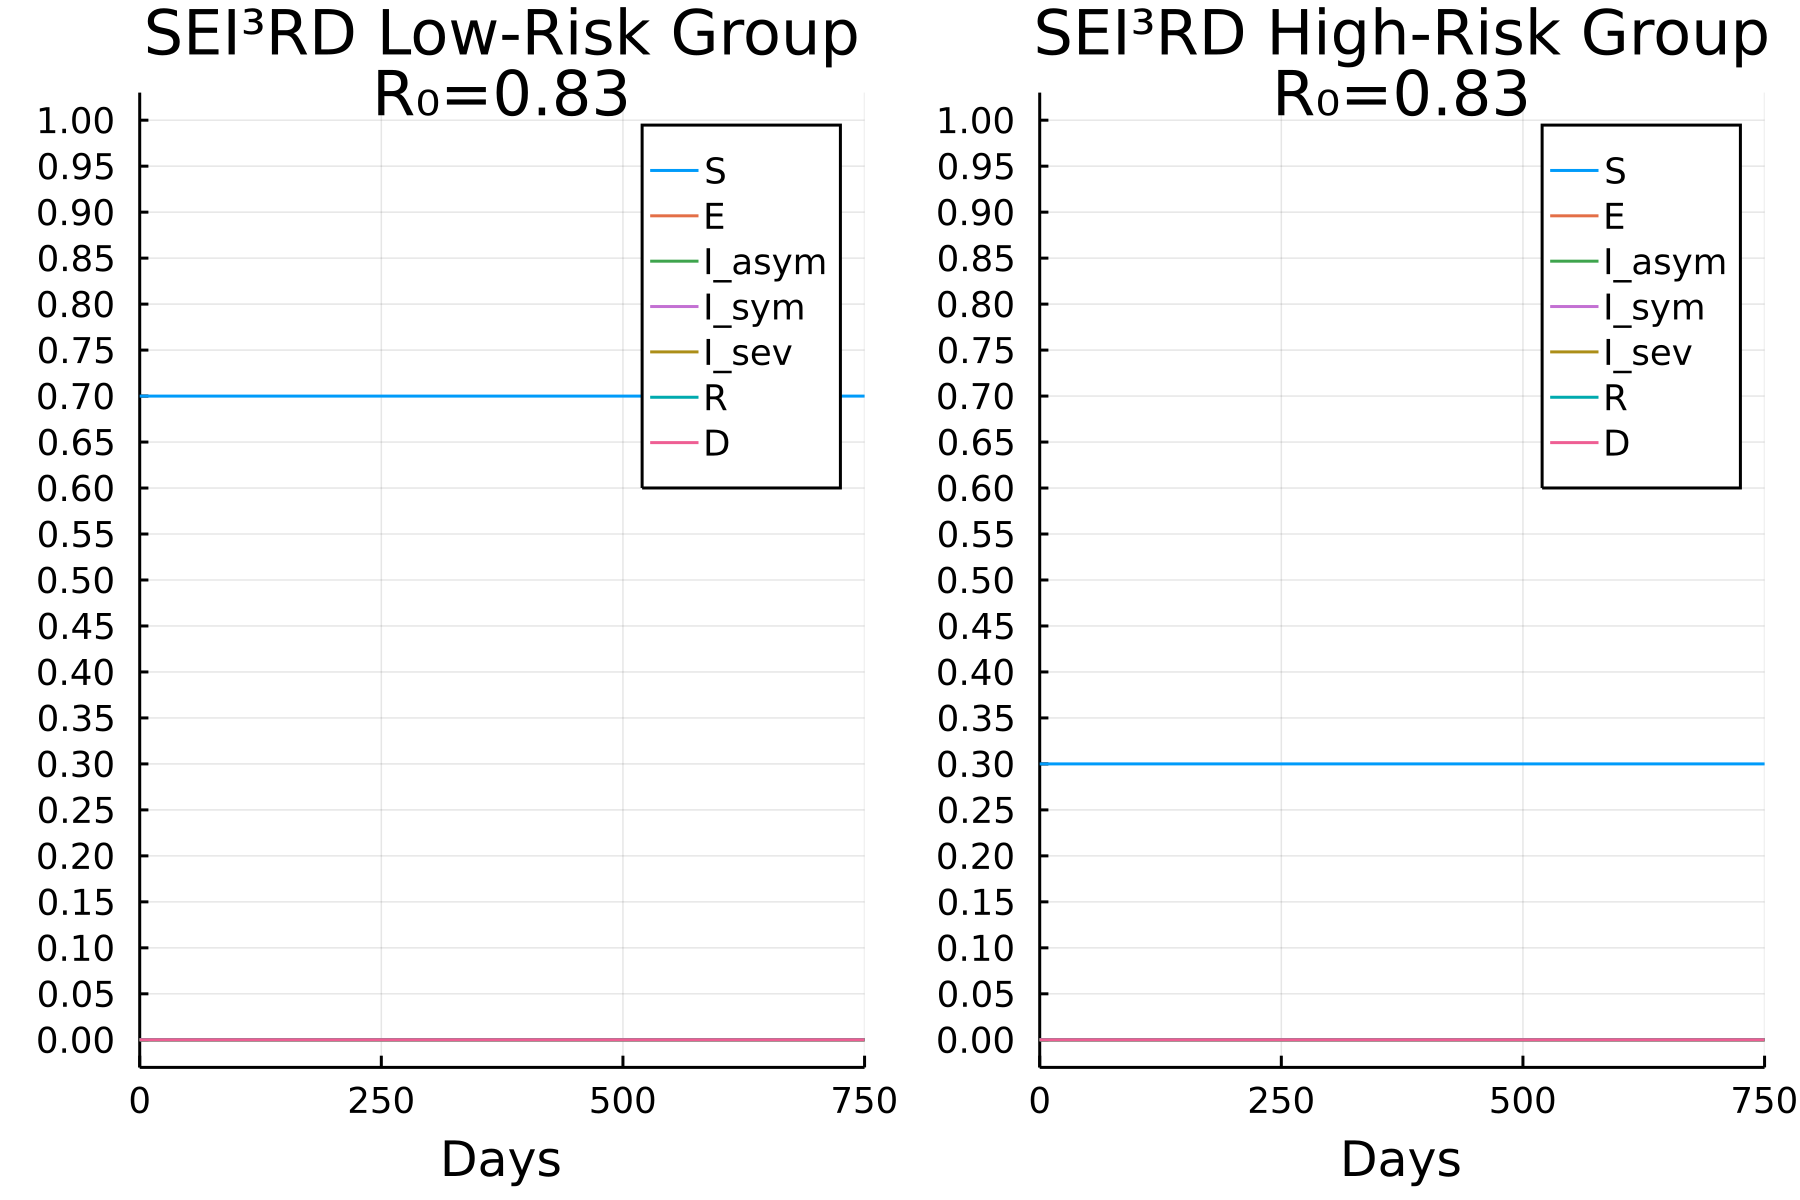 SEI³RD Low-Risk Group
R₀=0.83
1.00
0.95
0.90
0.85
0.80
0.75
0.70
0.65
0.60
0.55
0.50
0.45
0.40
0.35
0.30
0.25
0.20
0.15
0.10
0.05
0.00
S
E
I_asym
I_sym
I_sev
R
D
0 250 500 750
Days
SEI³RD High-Risk Group
R₀=0.83
1.00
0.95
0.90
0.85
0.80
0.75
0.70
0.65
0.60
0.55
0.50
0.45
0.40
0.35
0.30
0.25
0.20
0.15
0.10
0.05
0.00
S
E
I_asym
I_sym
I_sev
R
D
0 250 500 750
Days